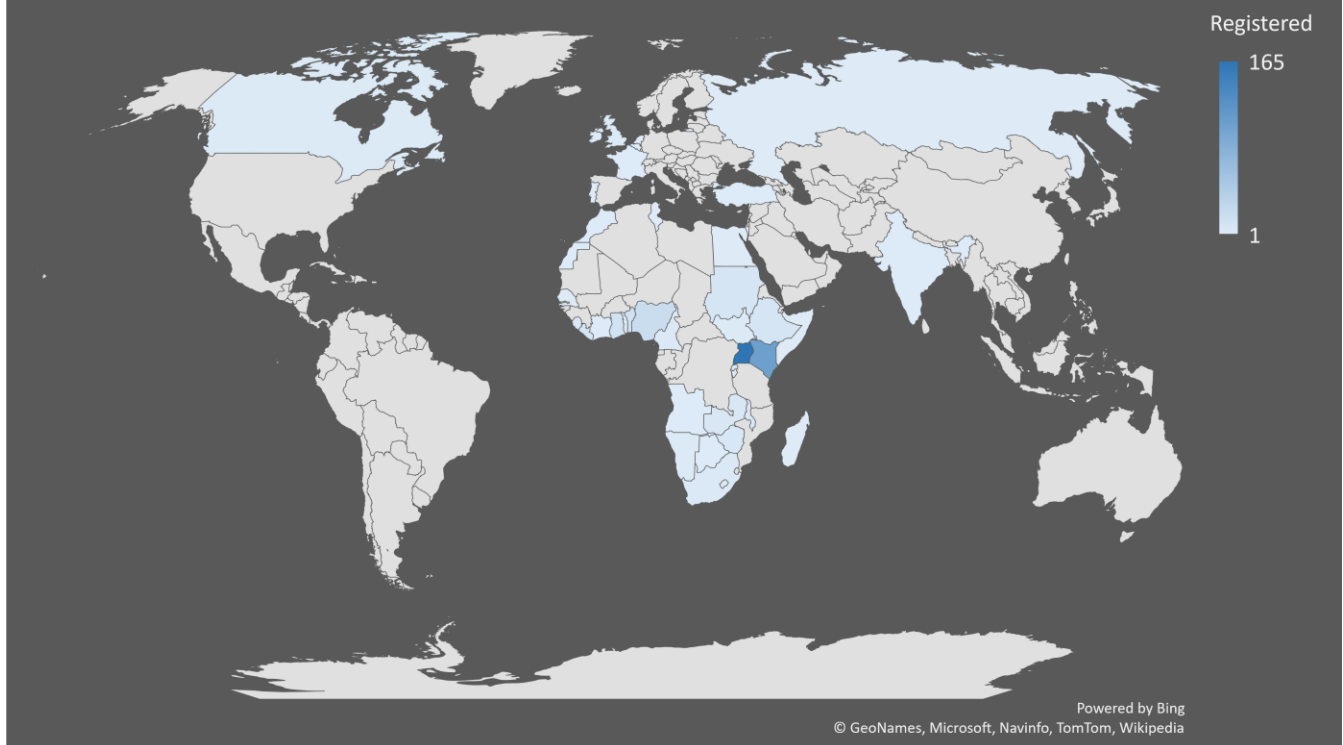 Registered
165
1
Powered by Bing
© GeoNames, Microsoft, Navinfo, TomTom, Wikipedia